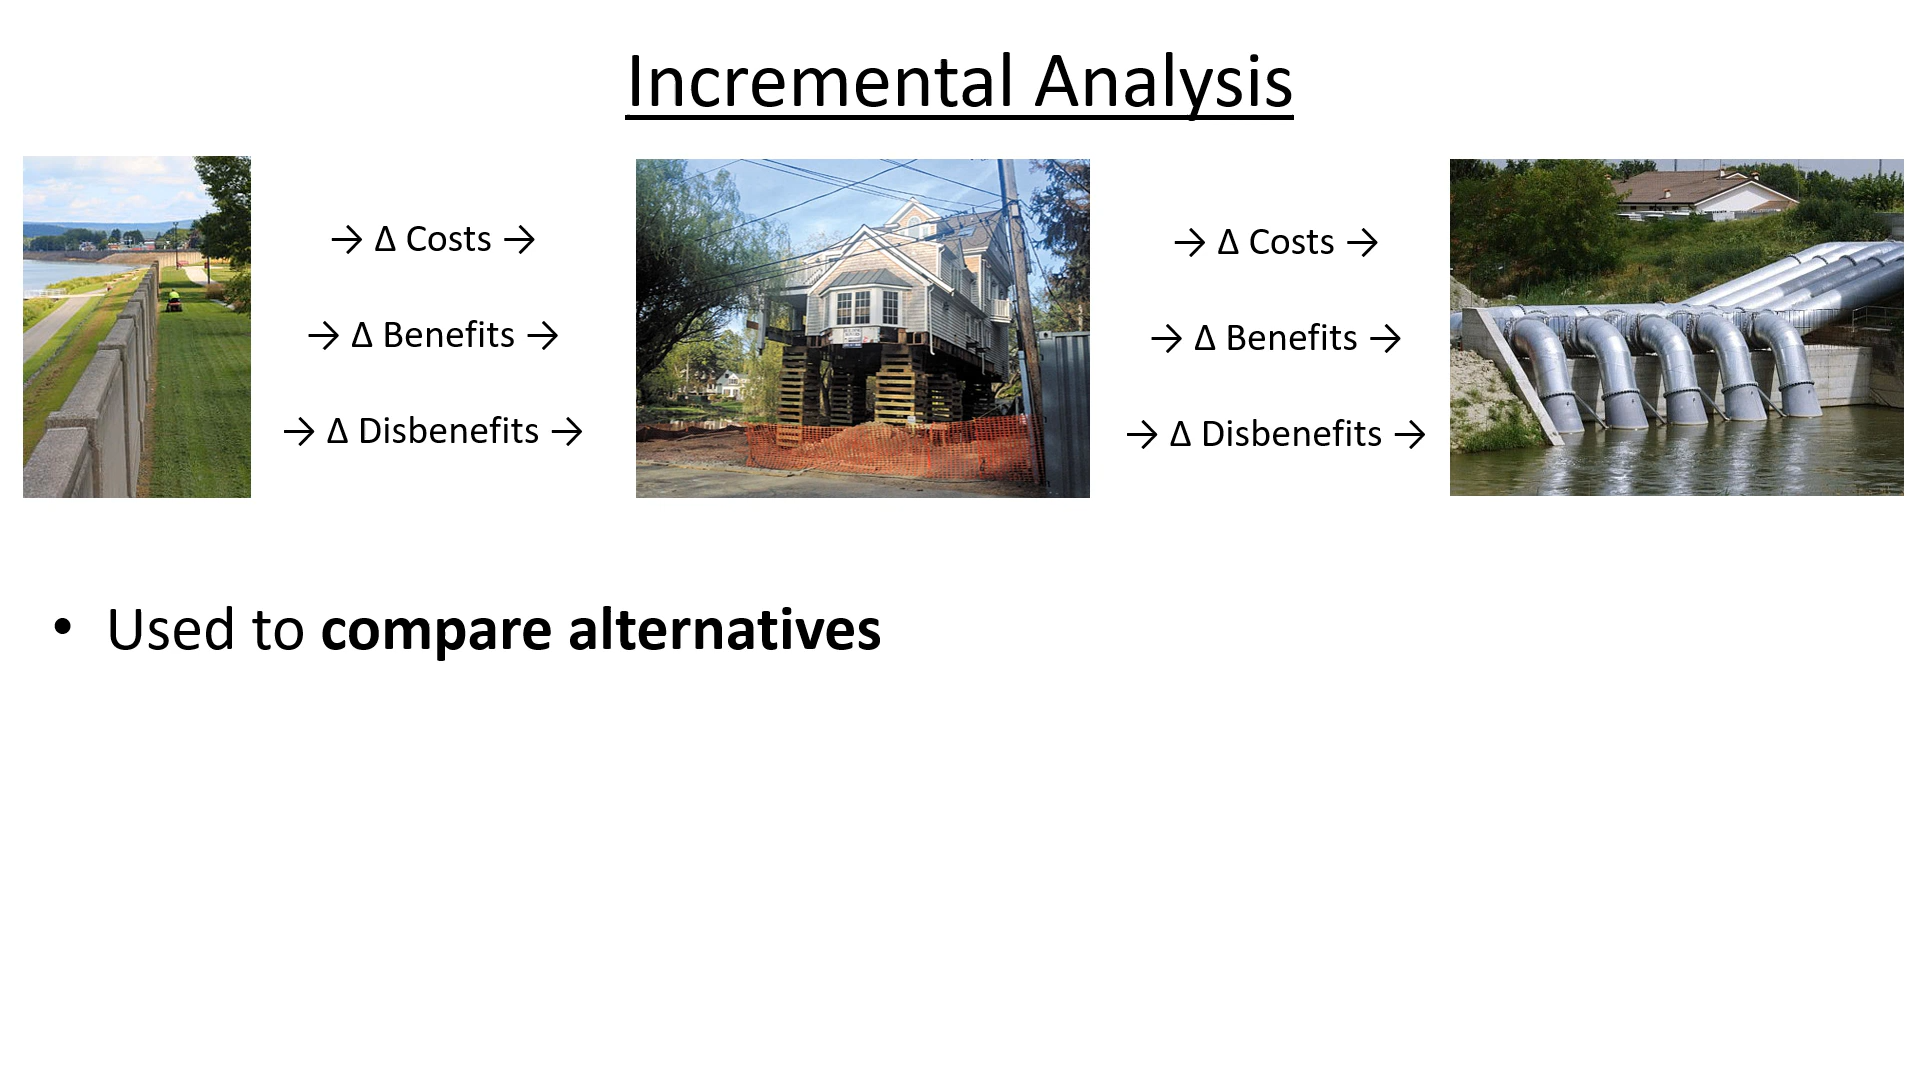 Incremental Analysis
→ Δ Costs →
→ Δ Benefits →
→ Δ Disbenefits →
→ Δ Costs →
→ Δ Benefits →
→ Δ Disbenefits →
• Used to compare alternatives